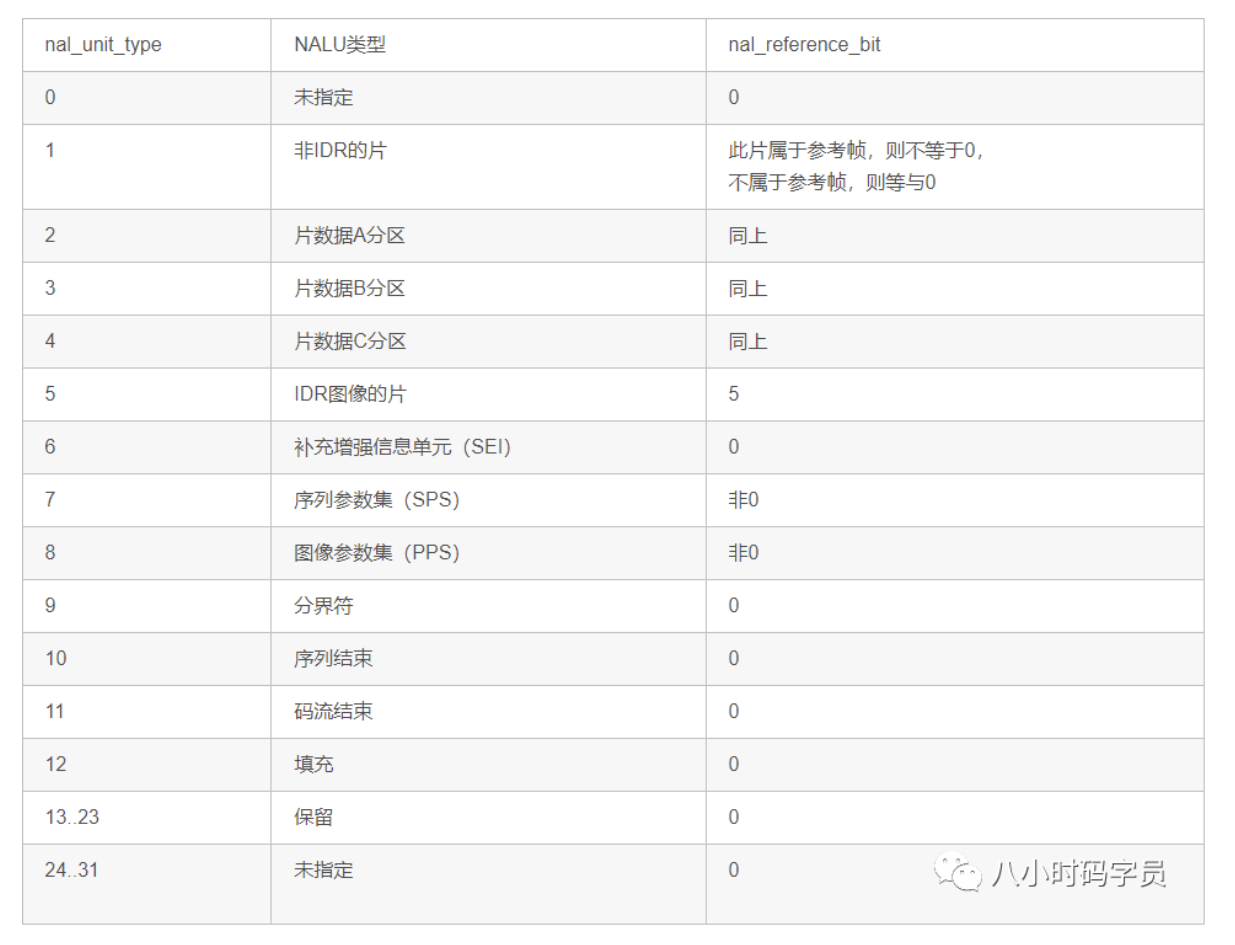 nal_unit_type NALU类型 nal_reference_bit
0 未指定 0
1 非IDR的片 此片属于参考帧，则不等于0，
不属于参考帧，则等与0
2 片数据A分区 同上
3 片数据B分区 同上
4 片数据C分区 同上
5 IDR图像的片 5
6 补充增强信息单元（SEI） 0
7 序列参数集（SPS） 非0
8 图像参数集（PPS） 非0
9 分界符 0
10 序列结束 0
11 码流结束 0
12 填充 0
13..23 保留 0
24..31 未指定 0
八小时码字员